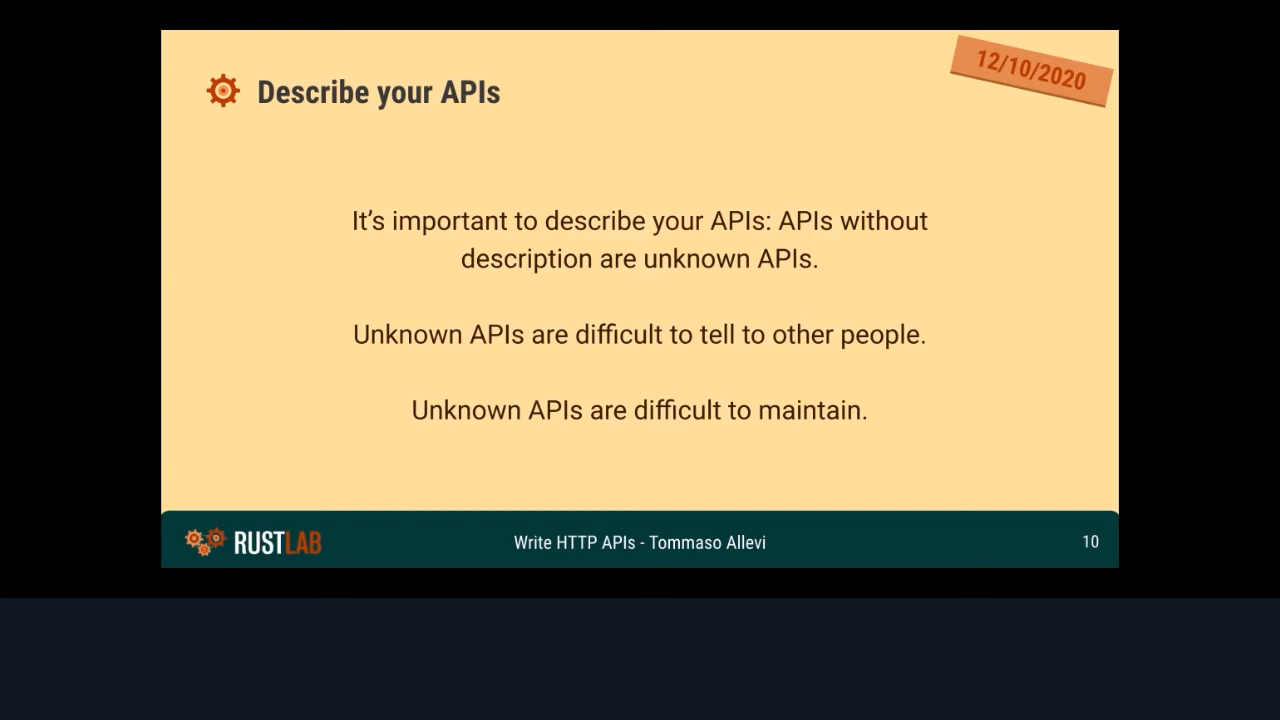 12/10/2020
Describe your APIs
It’s important to describe your APIs: APIs without
description are unknown APIs.
Unknown APIs are difficult to tell to other people.
Unknown APIs are difficult to maintain.
RUSTLAB
Write HTTP APIs - Tommaso Allevi
10